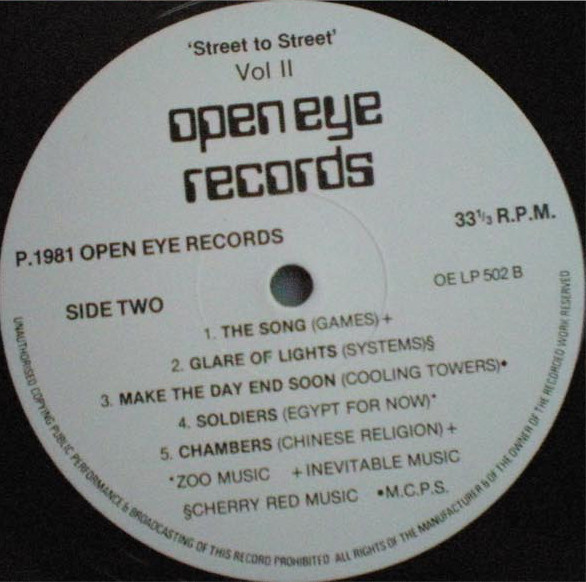 'Street to Street'
Vol II
open eye
records
P.1981 OPEN EYE RECORDS
33⅓ R.P.M.
SIDE TWO
OE LP 502 B
1. THE SONG (GAMES)+
2. GLARE OF LIGHTS (SYSTEMS)§
3. MAKE THE DAY END SOON (COOLING TOWERS)•
4. SOLDIERS (EGYPT FOR NOW)*
5. CHAMBERS (CHINESE RELIGION)+
*ZOO MUSIC +INEVITABLE MUSIC
§CHERRY RED MUSIC •M.C.P.S.
UNAUTHORISED COPYING PUBLIC PERFORMANCE & BROADCASTING OF THIS RECORD PROHIBITED ALL RIGHTS OF THE MANUFACTURER & OF THE OWNER OF THE RECORDED WORK RESERVED